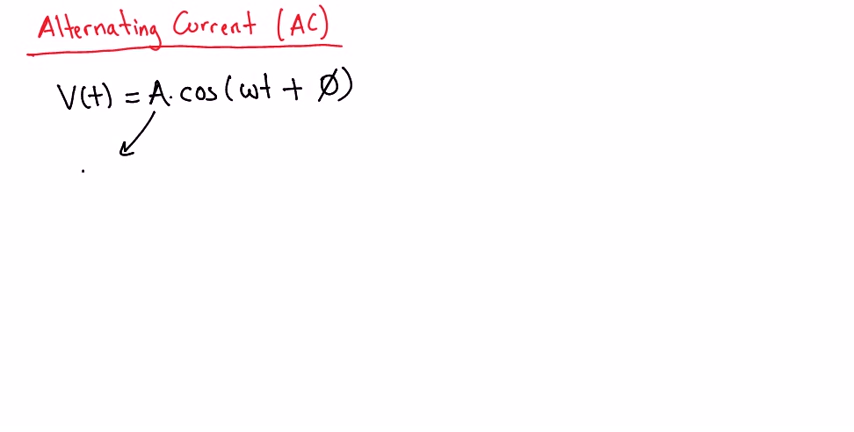 Alternating Current (AC)
V(t) = A·cos(ωt + ϕ)